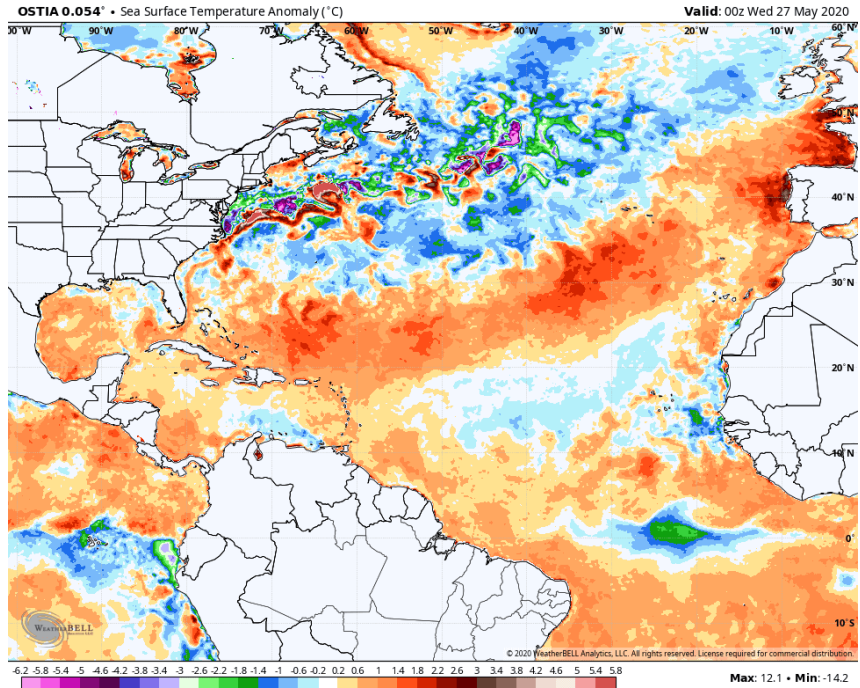 OSTIA 0.054° • Sea Surface Temperature Anomaly (°C)
Valid: 00z Wed 27 May 2020
90°W 80°W 70°W 60°W 50°W 40°W 30°W 20°W 10°W 60°N
50°N
40°N
30°N
20°N
10°N
0°
10°S
WEATHERBELL
© 2020 WeatherBELL Analytics, LLC. All rights reserved. License required for commercial distribution.
-6.2 -5.8 -5.4 -5 -4.6 -4.2 -3.8 -3.4 -2.6 -2.2 -1.8 -1.4 -1 -0.6 -0.2 0.2 0.6 1 1.4 1.8 2.2 2.6 3 3.4 3.8 4.2 4.6 5 5.4 5.8
Max: 12.1 • Min: -14.2